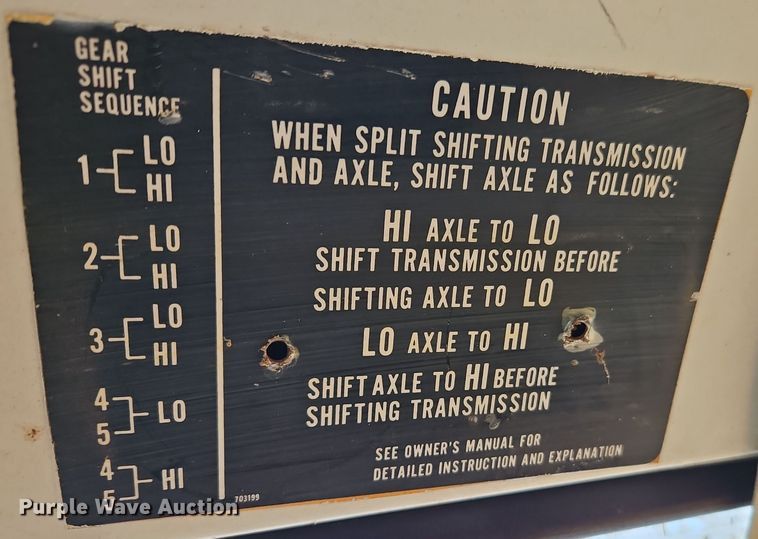 GEAR
SHIFT
SEQUENCE
1 LO
HI
2 LO
HI
3 LO
HI
4
5 LO
4
5 HI
CAUTION
WHEN SPLIT SHIFTING TRANSMISSION
AND AXLE, SHIFT AXLE AS FOLLOWS:
HI AXLE TO LO
SHIFT TRANSMISSION BEFORE
SHIFTING AXLE TO LO
LO AXLE TO HI
SHIFT AXLE TO HI BEFORE
SHIFTING TRANSMISSION
SEE OWNER'S MANUAL FOR
DETAILED INSTRUCTION AND EXPLANATION
703199
Purple Wave Auction